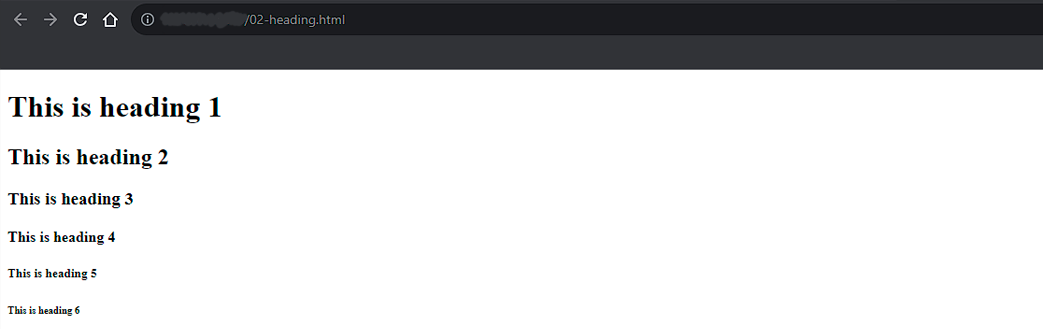 /02-heading.html
This is heading 1
This is heading 2
This is heading 3
This is heading 4
This is heading 5
This is heading 6